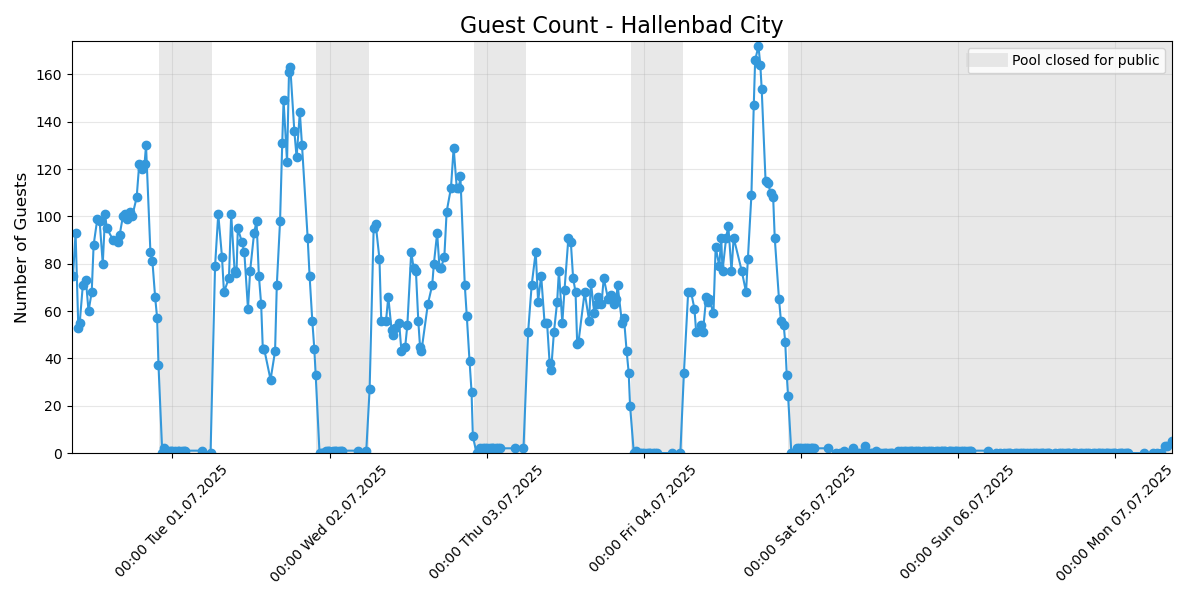 Guest Count - Hallenbad City
Pool closed for public
Number of Guests
160
140
120
100
80
60
40
20
0
00:00 Tue 01.07.2025
00:00 Wed 02.07.2025
00:00 Thu 03.07.2025
00:00 Fri 04.07.2025
00:00 Sat 05.07.2025
00:00 Sun 06.07.2025
00:00 Mon 07.07.2025